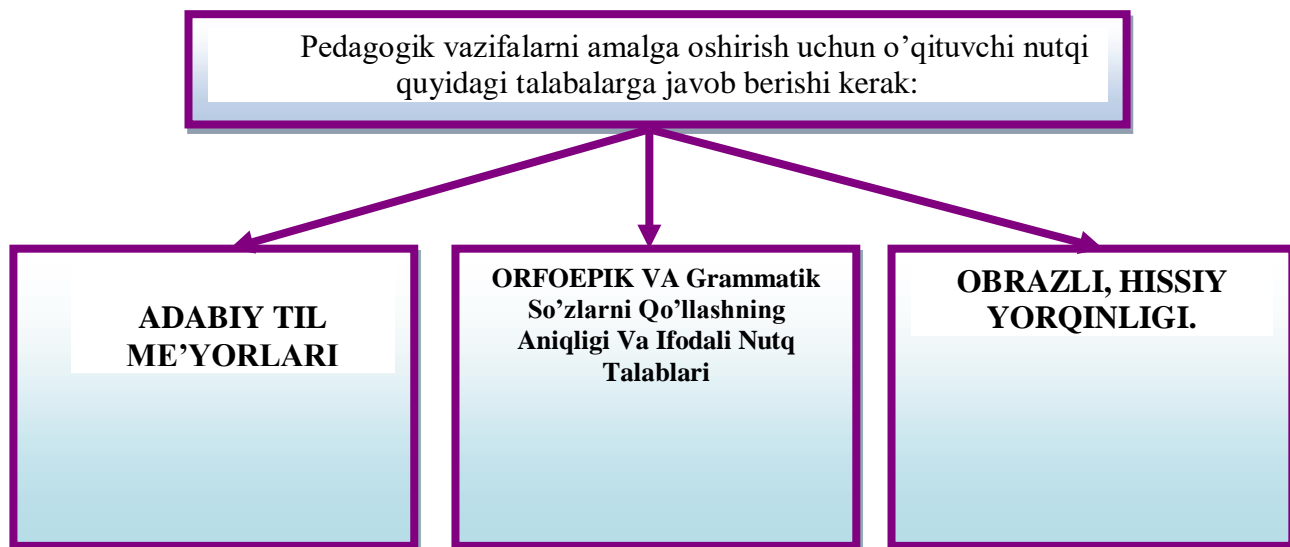 Pedagogik vazifalarni amalga oshirish uchun o’qituvchi nutqi
quyidagi talabalarga javob berishi kerak:
ADABIY TIL
ME’YORLARI
ORFOEPIK VA Grammatik
So’zlarni Qo’llashning
Aniqligi Va Ifodali Nutq
Talablari
OBRAZLI, HISSIY
YORQINLIGI.